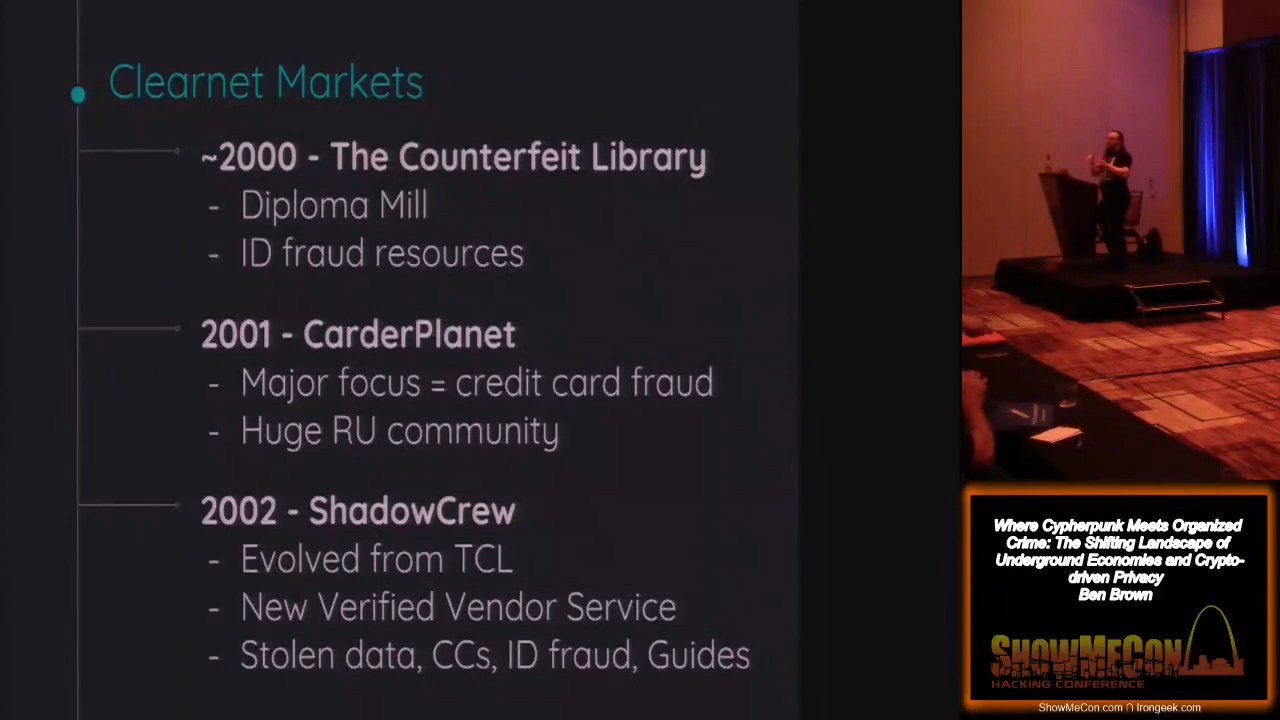 Clearnet Markets
~2000 - The Counterfeit Library
- Diploma Mill
- ID fraud resources
2001 - CarderPlanet
- Major focus = credit card fraud
- Huge RU community
2002 - ShadowCrew
- Evolved from TCL
- New Verified Vendor Service
- Stolen data, CCs, ID fraud, Guides
Where Cypherpunk Meets Organized
Crime: The Shifting Landscape of
Underground Economies and Crypto-
driven Privacy
Ben Brown
SHOWMECON
HACKING CONFERENCE
ShowMeCon.com ∩ Irongeek.com